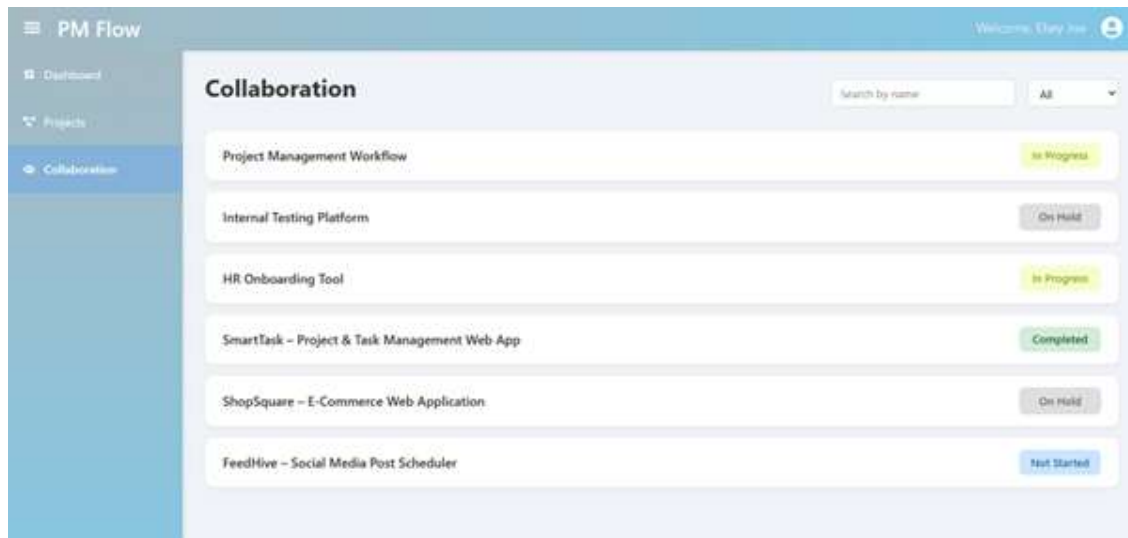 PM Flow
Welcome,
Dashboard
Collaboration
Search by name
All
Projects
Project Management Workflow
In Progress
Collaboration
Internal Testing Platform
On Hold
HR Onboarding Tool
In Progress
SmartTask – Project & Task Management Web App
Completed
ShopSquare – E-Commerce Web Application
On Hold
FeedHive – Social Media Post Scheduler
Not Started